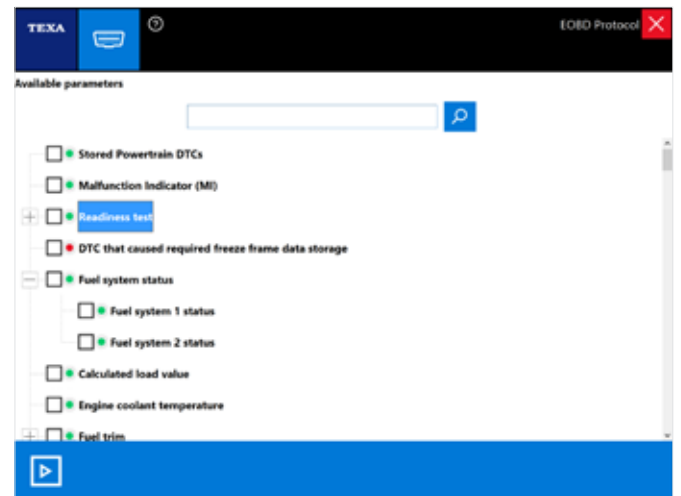 TEXA
EOBD Protocol
Available parameters
Stored Powertrain DTCs
Malfunction Indicator (MI)
Readiness test
DTC that caused required freeze frame data storage
Fuel system status
Fuel system 1 status
Fuel system 2 status
Calculated load value
Engine coolant temperature
Fuel trim